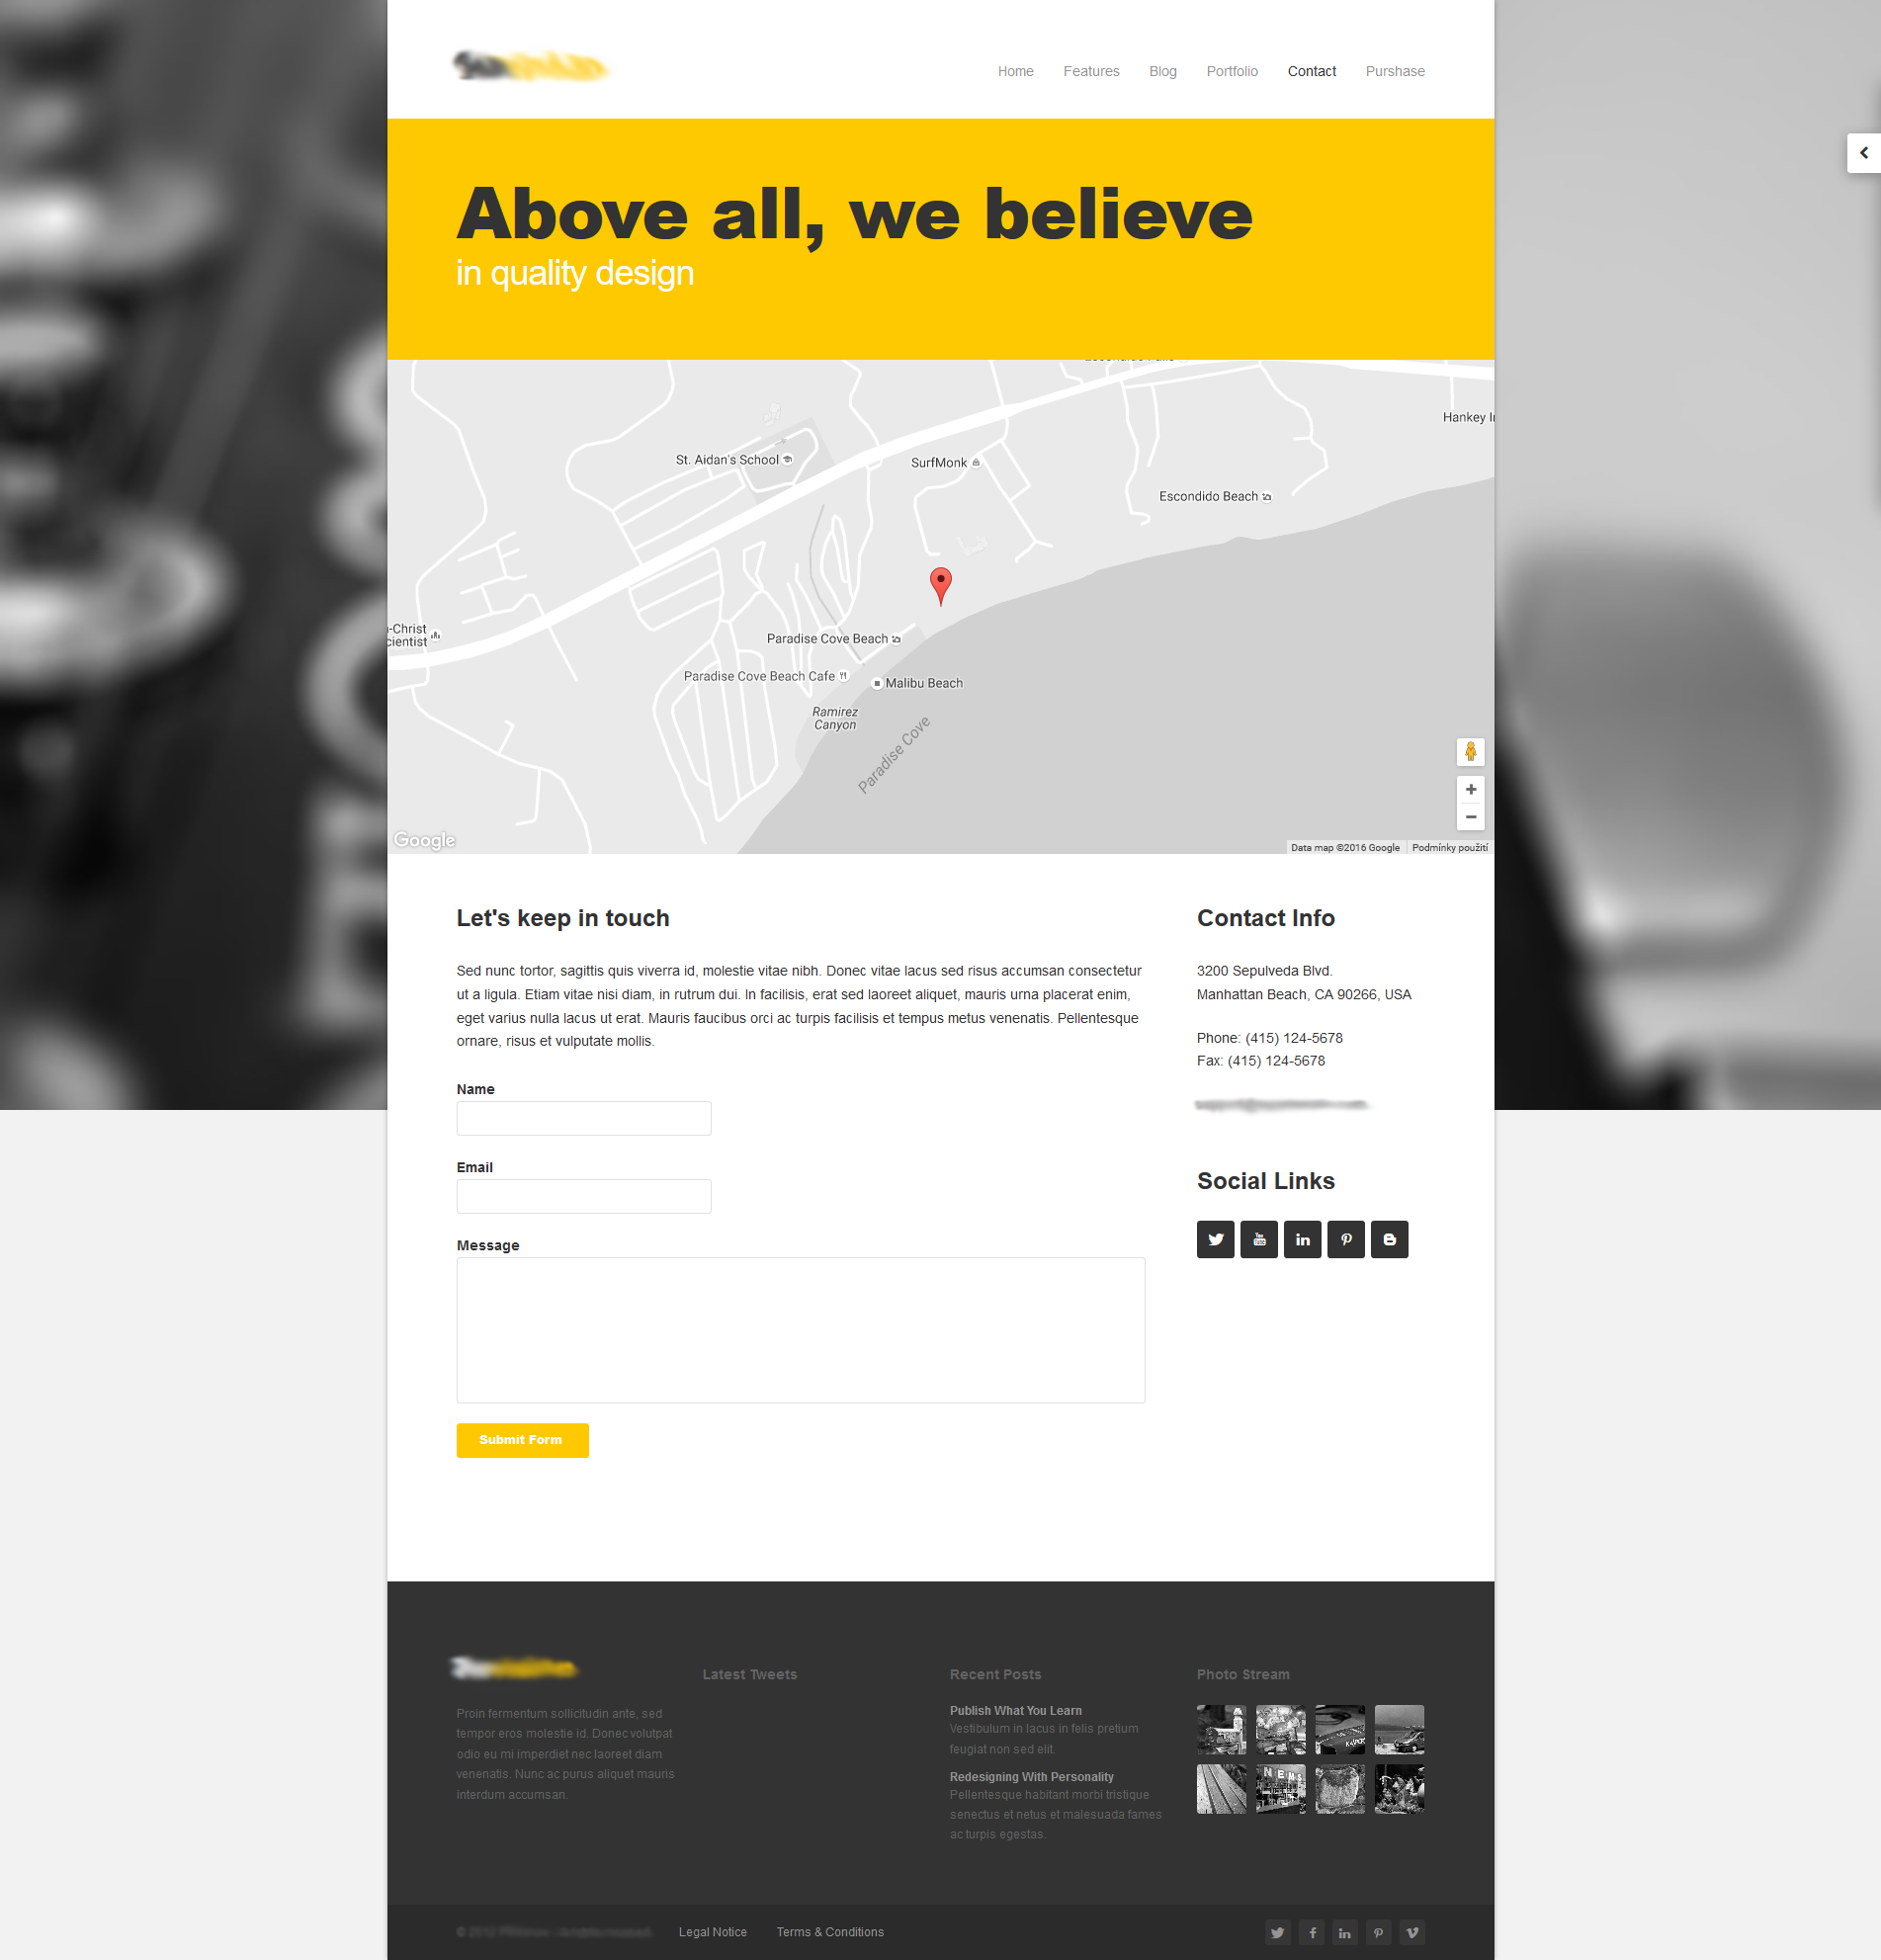 Home Features Blog Portfolio Contact Purshase
Above all, we believe
in quality design
Hankey
St. Aidan's School
SurfMonk
Escondido Beach
Paradise Cove Beach
Paradise Cove Beach Cafe
Malibu Beach
Ramirez
Canyon
Paradise Cove
Google
Data map ©2016 Google Podmínky použití
Let's keep in touch
Sed nunc tortor, sagittis quis viverra id, molestie vitae nibh. Donec vitae lacus sed risus accumsan consectetur
ut a ligula. Etiam vitae nisi diam, in rutrum dui. In facilisis, erat sed laoreet aliquet, mauris urna placerat enim,
eget varius nulla lacus ut erat. Mauris faucibus orci ac turpis facilisis et tempus metus venenatis. Pellentesque
ornare, risus et vulputate mollis.
Name
Email
Message
Submit Form
Contact Info
3200 Sepulveda Blvd.
Manhattan Beach, CA 90266, USA
Phone: (415) 124-5678
Fax: (415) 124-5678
Social Links
Proin fermentum sollicitudin ante, sed
tempor eros molestie id. Donec volutpat
odio eu mi imperdiet nec laoreet diam
venenatis. Nunc ac purus aliquet mauris
interdum accumsan.
Latest Tweets
Recent Posts
Publish What You Learn
Vestibulum in lacus in felis pretium
feugiat non sed elit.
Redesigning With Personality
Pellentesque habitant morbi tristique
senectus et netus et malesuada fames
ac turpis egestas.
Photo Stream
Legal Notice Terms & Conditions